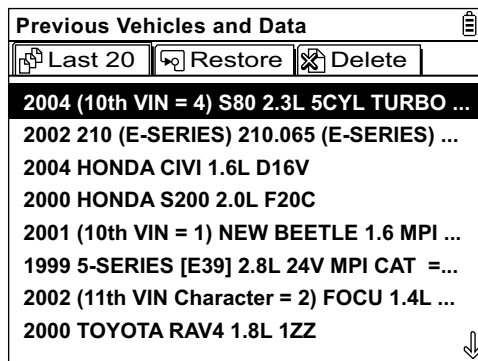 Previous Vehicles and Data
Last 20 Restore Delete
2004 (10th VIN = 4) S80 2.3L 5CYL TURBO ...
2002 210 (E-SERIES) 210.065 (E-SERIES) ...
2004 HONDA CIVI 1.6L D16V
2000 HONDA S200 2.0L F20C
2001 (10th VIN = 1) NEW BEETLE 1.6 MPI ...
1999 5-SERIES [E39] 2.8L 24V MPI CAT =...
2002 (11th VIN Character = 2) FOCU 1.4L ...
2000 TOYOTA RAV4 1.8L 1ZZ